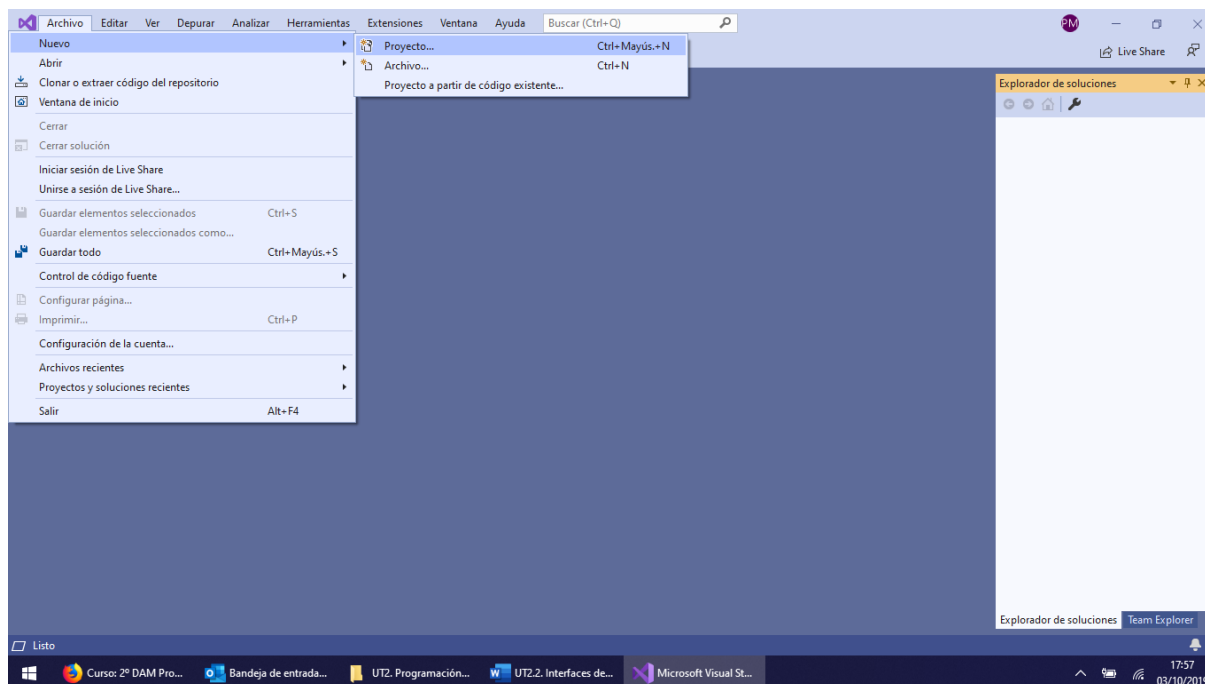 Archivo Editar Ver Depurar Analizar Herramientas Extensiones Ventana Ayuda Buscar (Ctrl+Q) PM
Nuevo Proyecto... Ctrl+Mayús.+N Live Share
Abrir Archivo... Ctrl+N
Clonar o extraer código del repositorio Proyecto a partir de código existente... Explorador de soluciones
Ventana de inicio
Cerrar
Cerrar solución
Iniciar sesión de Live Share
Unirse a sesión de Live Share...
Guardar elementos seleccionados Ctrl+S
Guardar elementos seleccionados como...
Guardar todo Ctrl+Mayús.+S
Control de código fuente
Configurar página...
Imprimir... Ctrl+P
Configuración de la cuenta...
Archivos recientes
Proyectos y soluciones recientes
Salir Alt+F4
Explorador de soluciones Team Explorer
Listo
Curso: 2º DAM Pro... Bandeja de entrada... UT2. Programación... UT2.2. Interfaces de... Microsoft Visual St... 17:57
03/10/2019